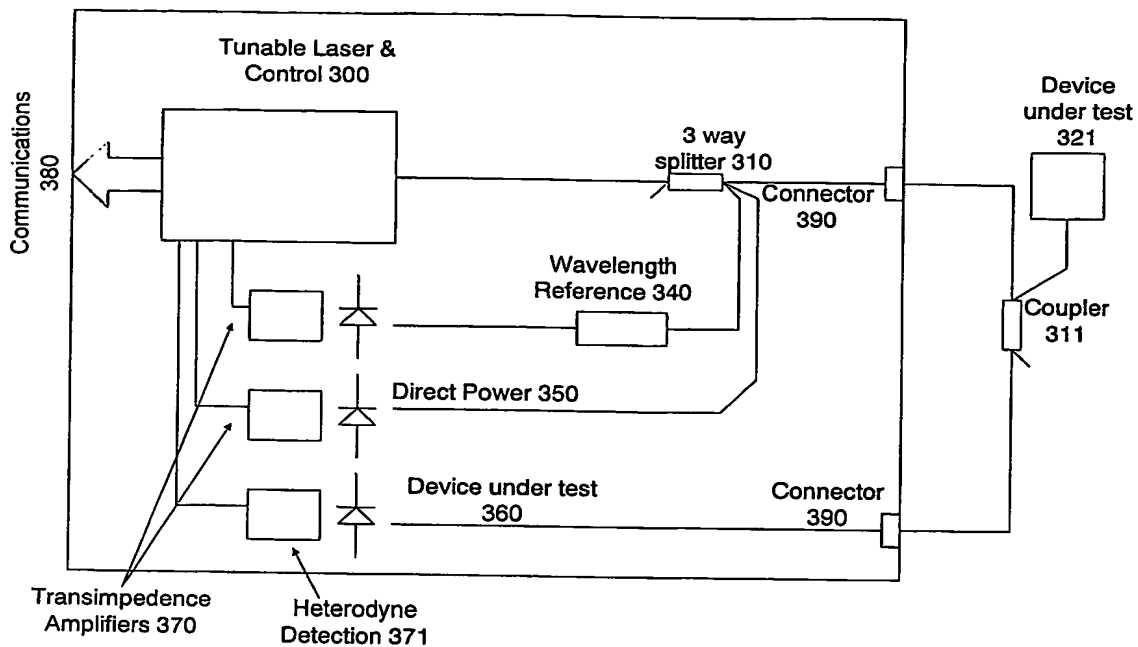 Tunable Laser &
Control 300
Communications
380
Device
under test
321
3 way
splitter 310
Connector
390
Wavelength
Reference 340
Coupler
311
Direct Power 350
Device under test
360
Connector
390
Transimpedence
Amplifiers 370
Heterodyne
Detection 371